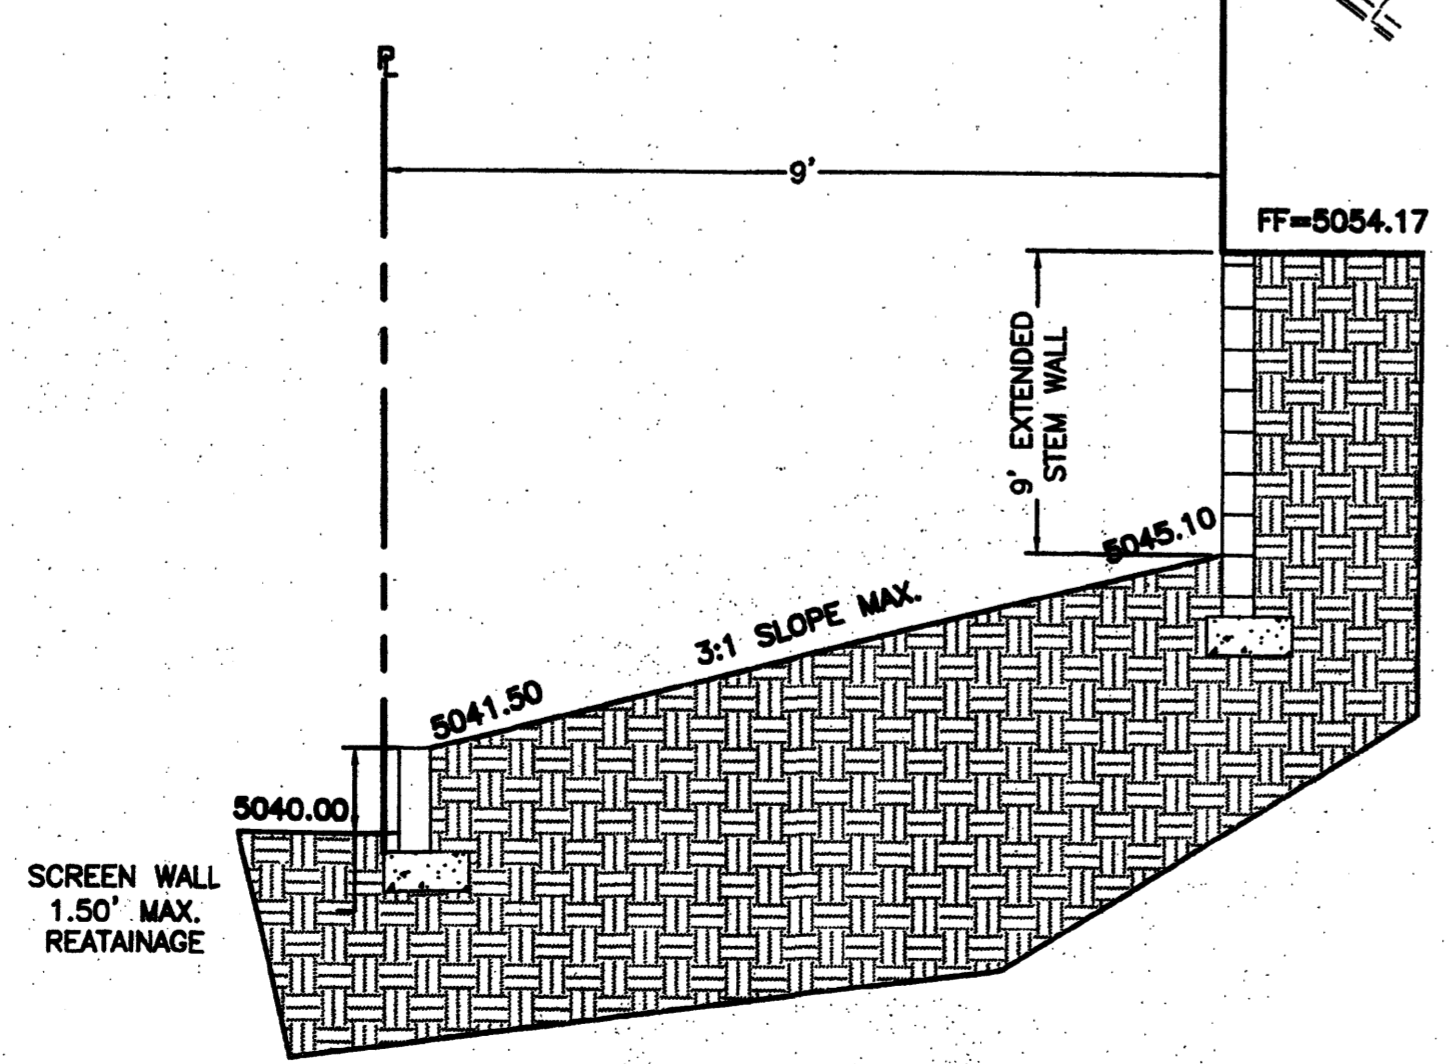 PL
9'
FF=5054.17
9' EXTENDED
STEM WALL
5045.10
3:1 SLOPE MAX.
5041.50
5040.00
SCREEN WALL
1.50' MAX.
REATAINAGE